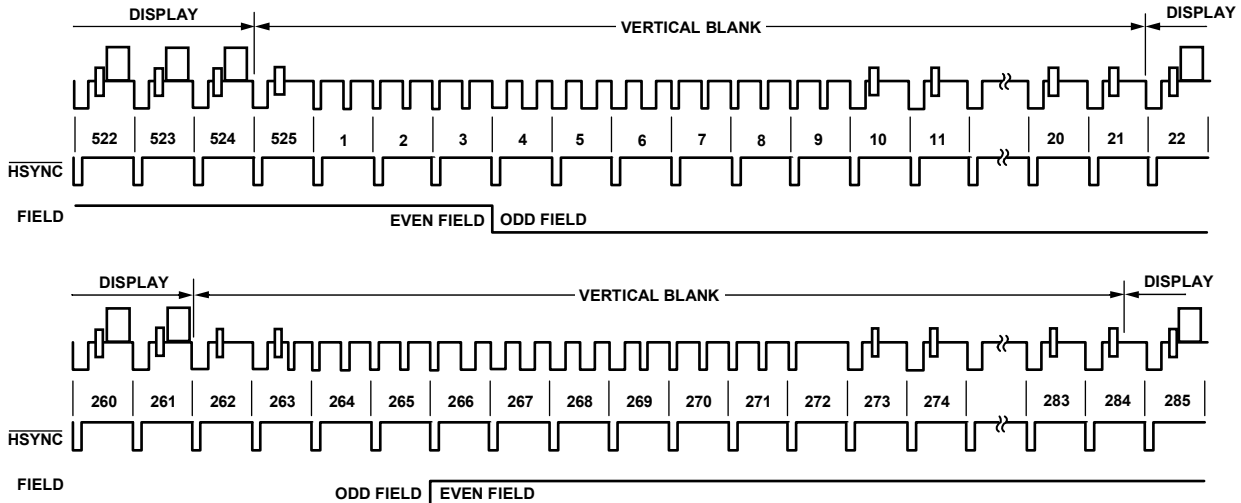 DISPLAY VERTICAL BLANK DISPLAY
522 523 524 525 1 2 3 4 5 6 7 8 9 10 11 20 21 22
HSYNC
FIELD EVEN FIELD ODD FIELD
DISPLAY VERTICAL BLANK DISPLAY
260 261 262 263 264 265 266 267 268 269 270 271 272 273 274 283 284 285
HSYNC
FIELD ODD FIELD EVEN FIELD